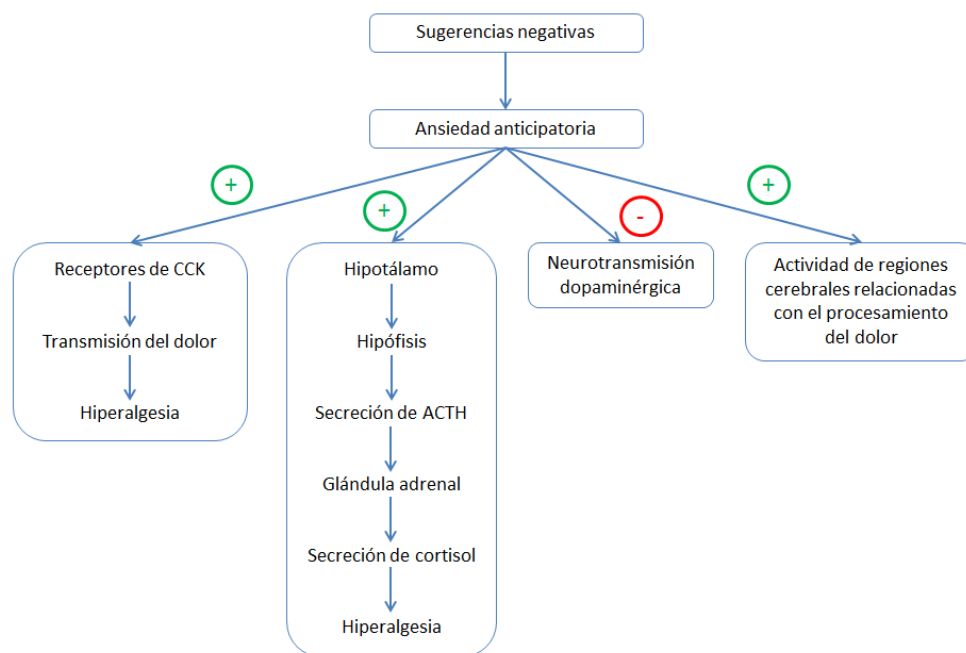 Sugerencias negativas
Ansiedad anticipatoria
+
+
-
+
Receptores de CCK
Transmisión del dolor
Hiperalgesia
Hipotálamo
Hipófisis
Secreción de ACTH
Glándula adrenal
Secreción de cortisol
Hiperalgesia
Neurotransmisión
dopaminérgica
Actividad de regiones
cerebrales relacionadas
con el procesamiento
del dolor